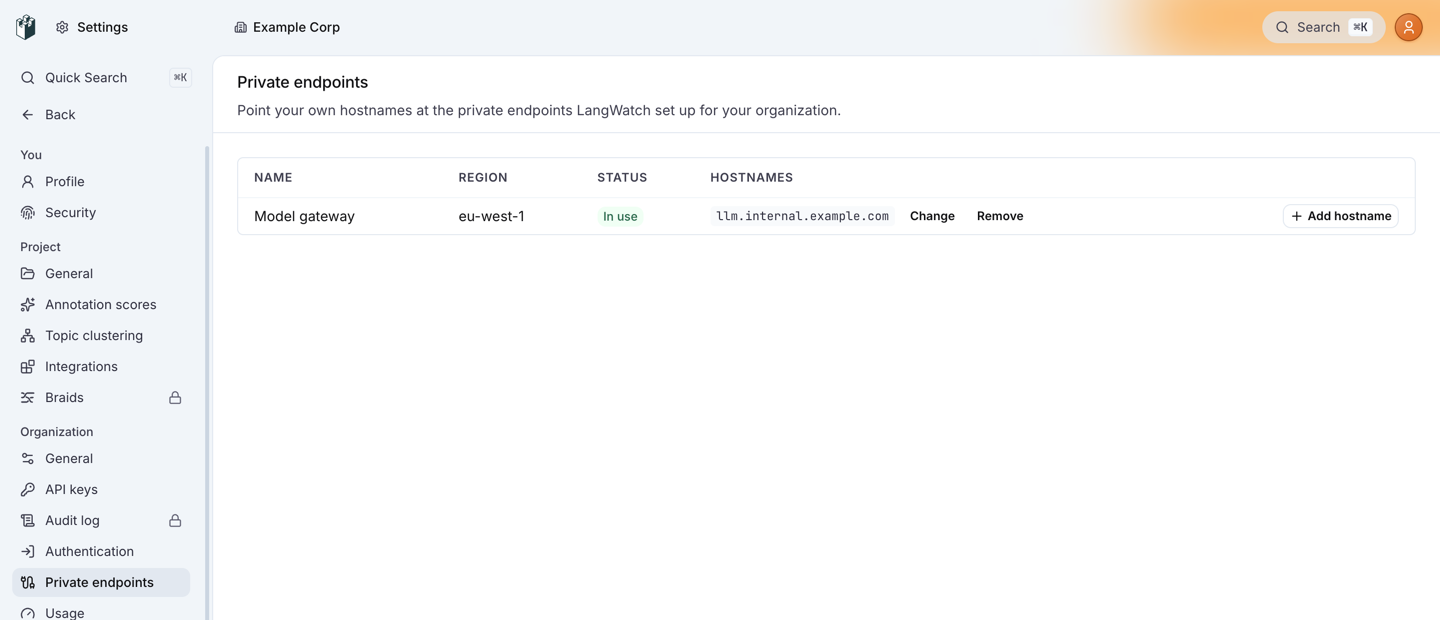 Settings
Example Corp
Search ⌘K
Quick Search ⌘K
Back
You
Profile
Security
Project
General
Annotation scores
Topic clustering
Integrations
Braids
Organization
General
API keys
Audit log
Authentication
Private endpoints
Usage
Private endpoints
Point your own hostnames at the private endpoints LangWatch set up for your organization.
NAME REGION STATUS HOSTNAMES
Model gateway eu-west-1 In use llm.internal.example.com Change Remove + Add hostname